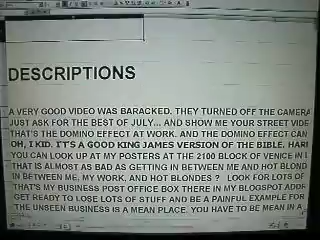 DESCRIPTIONS
A VERY GOOD VIDEO WAS BARACKED. THEY TURNED OFF THE CAMERA
JUST ASK FOR THE BEST OF JULY... AND SHOW ME YOUR STREET VIDE
THAT'S THE DOMINO EFFECT AT WORK. AND THE DOMINO EFFECT CAN
OH, I KID. IT'S A GOOD KING JAMES VERSION OF THE BIBLE. HARI
YOU CAN LOOK UP AT MY POSTERS AT THE 2100 BLOCK OF VENICE IN L
THAT IS ALMOST AS BAD AS GETTING IN BETWEEN ME AND HOT BLOND
IN BETWEEN ME, MY WORK, AND HOT BLONDES ? LOOK FOR LOTS OF
THAT'S MY BUSINESS POST OFFICE BOX THERE IN MY BLOGSPOT ADDR
GET READY TO LOSE LOTS OF STUFF AND BE A PAINFUL EXAMPLE FOR
THE UNSEEN BUSINESS IS A MEAN PLACE. YOU HAVE TO BE MEAN IN A